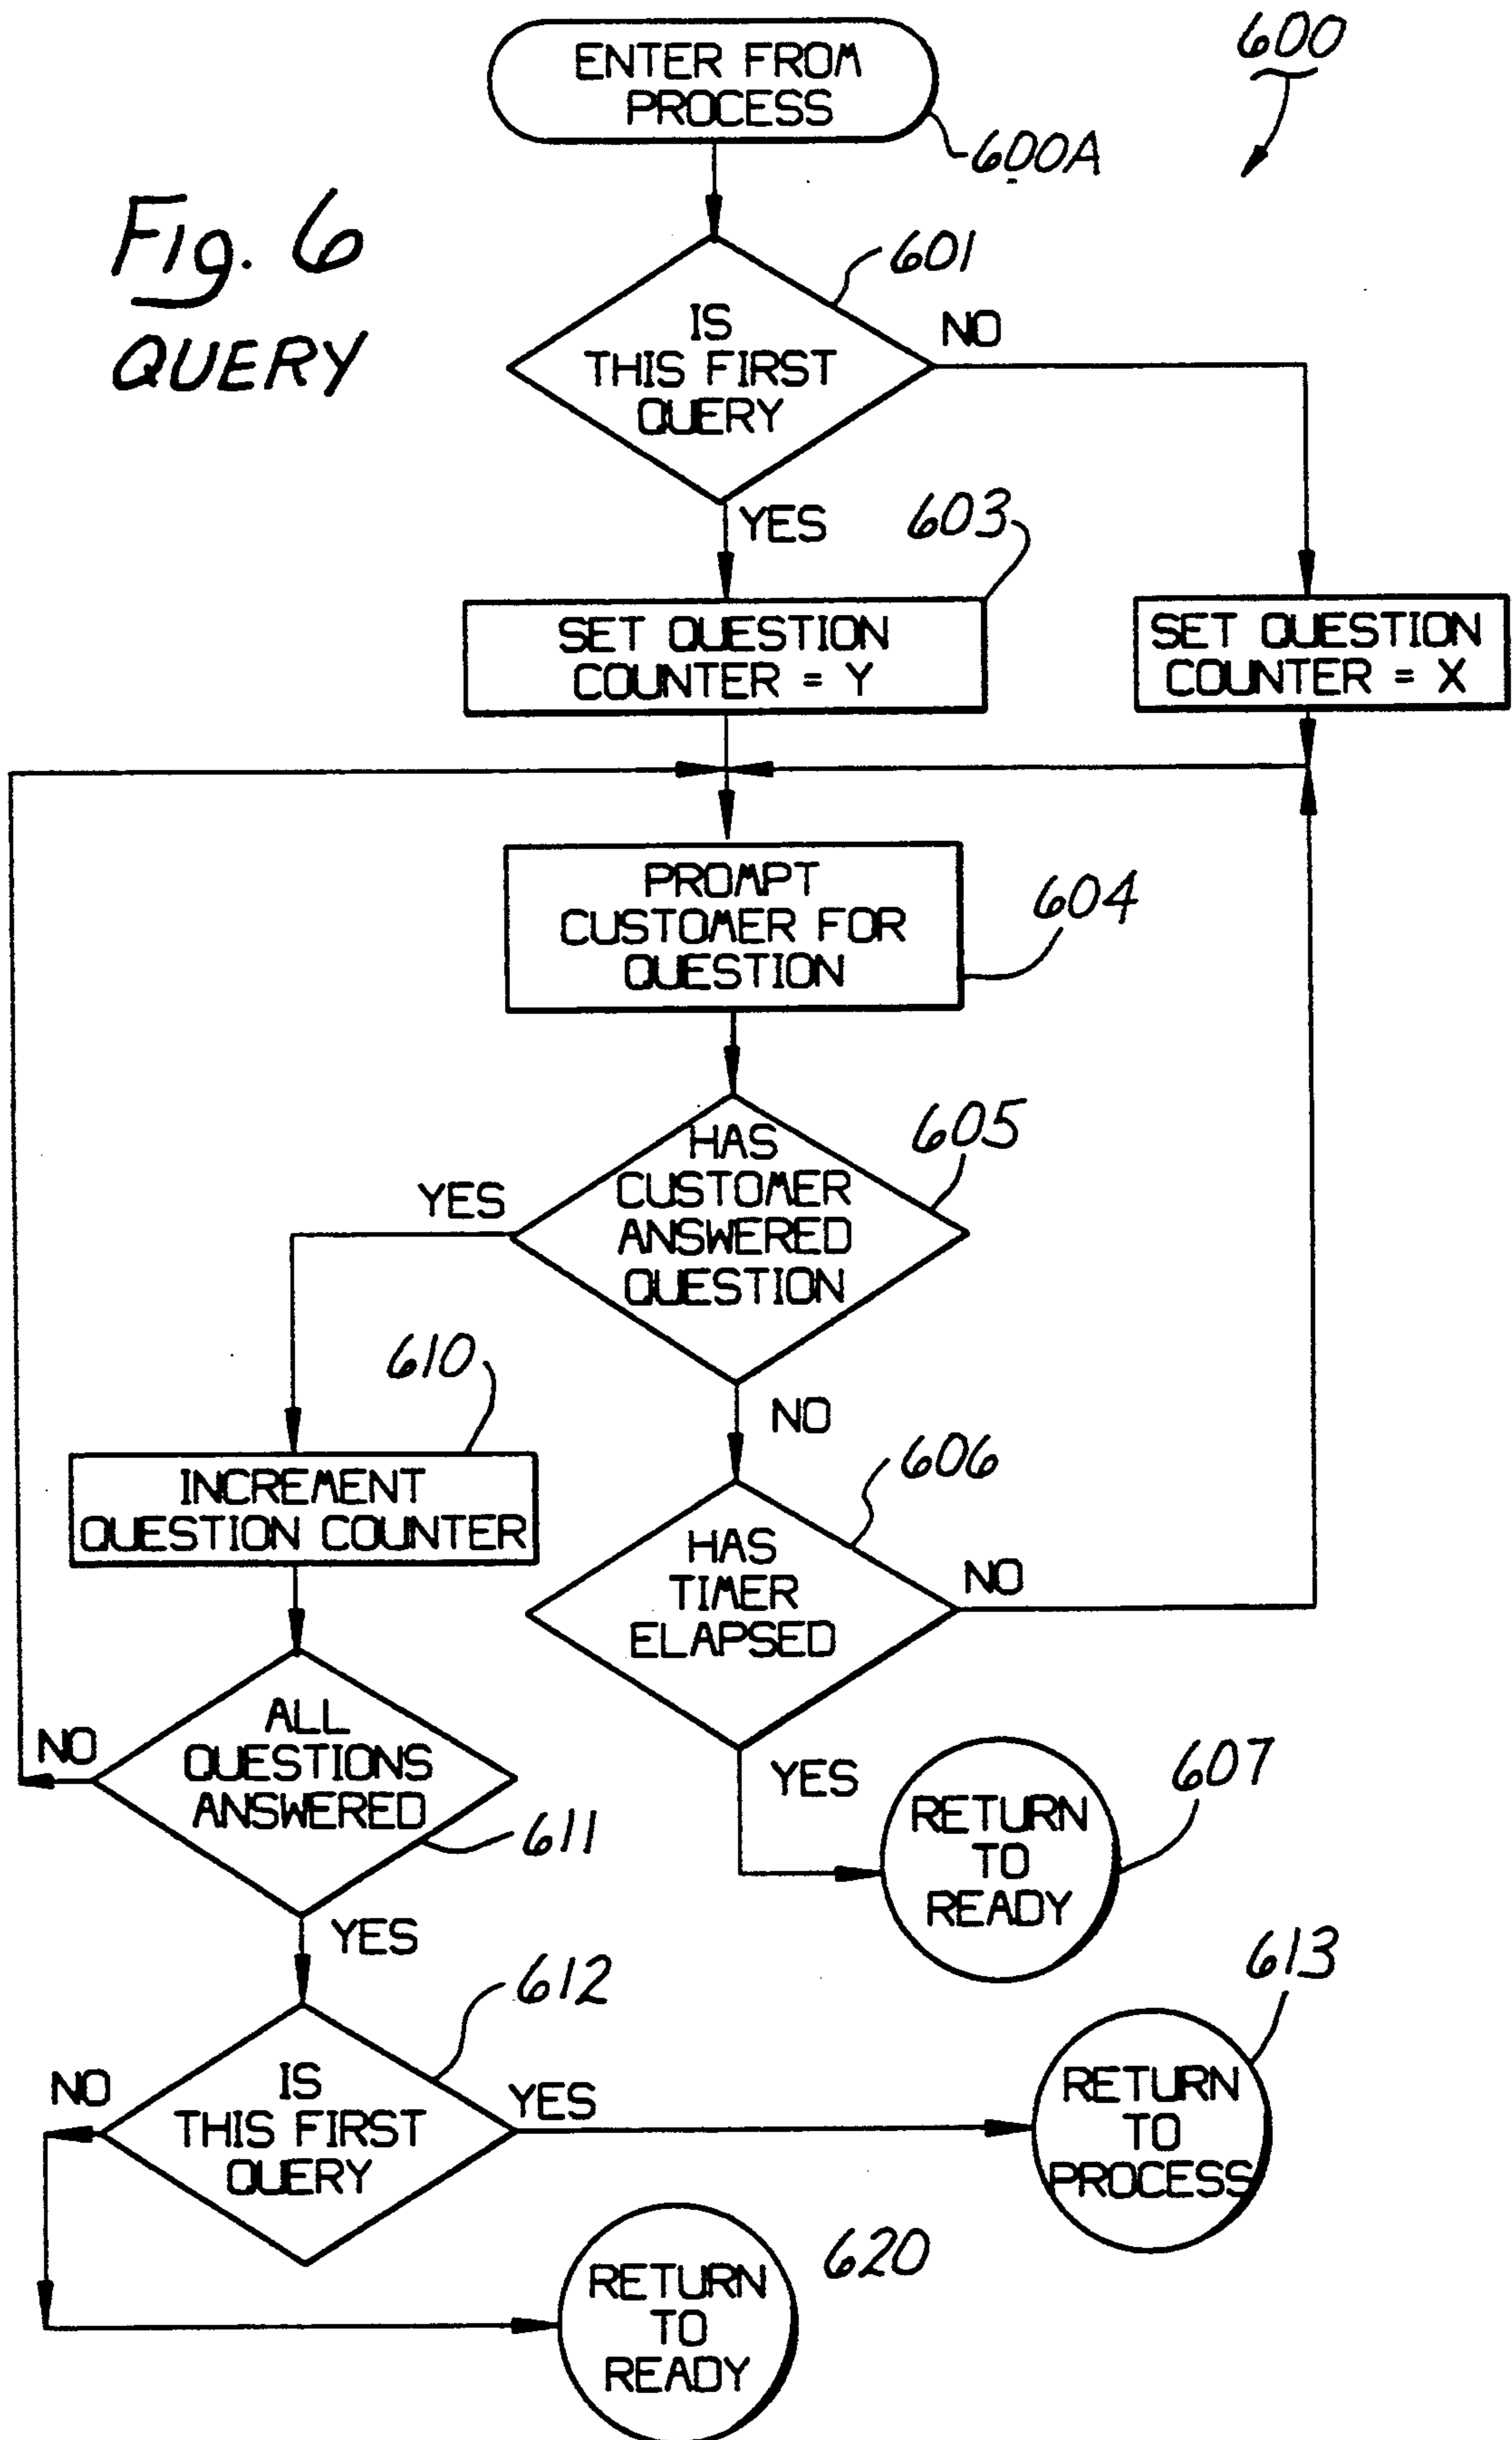 600
ENTER FROM
PROCESS
600A
Fig. 6
QUERY
601
IS
THIS FIRST
QUERY
NO
YES
603
SET QUESTION
COUNTER = Y
SET QUESTION
COUNTER = X
PROMPT
CUSTOMER FOR
QUESTION
604
HAS
CUSTOMER
ANSWERED
QUESTION
605
YES
NO
610
INCREMENT
QUESTION COUNTER
606
HAS
TIMER
ELAPSED
NO
YES
ALL
QUESTIONS
ANSWERED
NO
611
YES
RETURN
TO
READY
607
612
IS
THIS FIRST
QUERY
NO
YES
613
RETURN
TO
PROCESS
RETURN
TO
READY
620